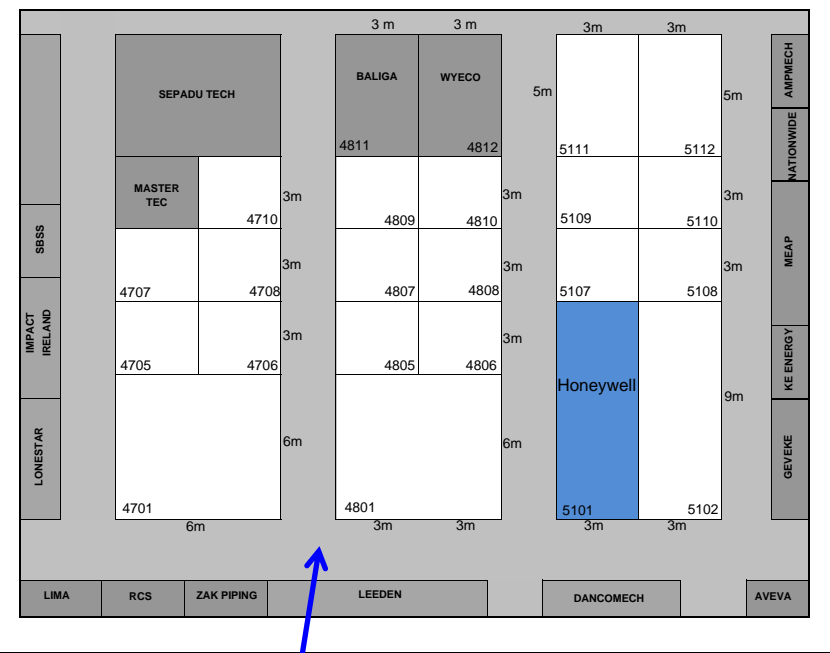 3 m
3 m
3m
3m
SEPADU TECH
BALIGA
WYECO
4811
4812
5m
5111
5112
5m
AMPMECH
NATIONWIDE
MASTER
TEC
4710
3m
4809
4810
3m
5109
5110
3m
SBSS
4707
4708
3m
4807
4808
3m
5107
5108
3m
MEAP
IMPACT
IRELAND
4705
4706
3m
4805
4806
3m
Honeywell
5101
5102
9m
KE ENERGY
LONESTAR
4701
6m
6m
4801
6m
3m
3m
3m
3m
GEVEKE
LIMA
RCS
ZAK PIPING
LEEDEN
DANCOMECH
AVEVA